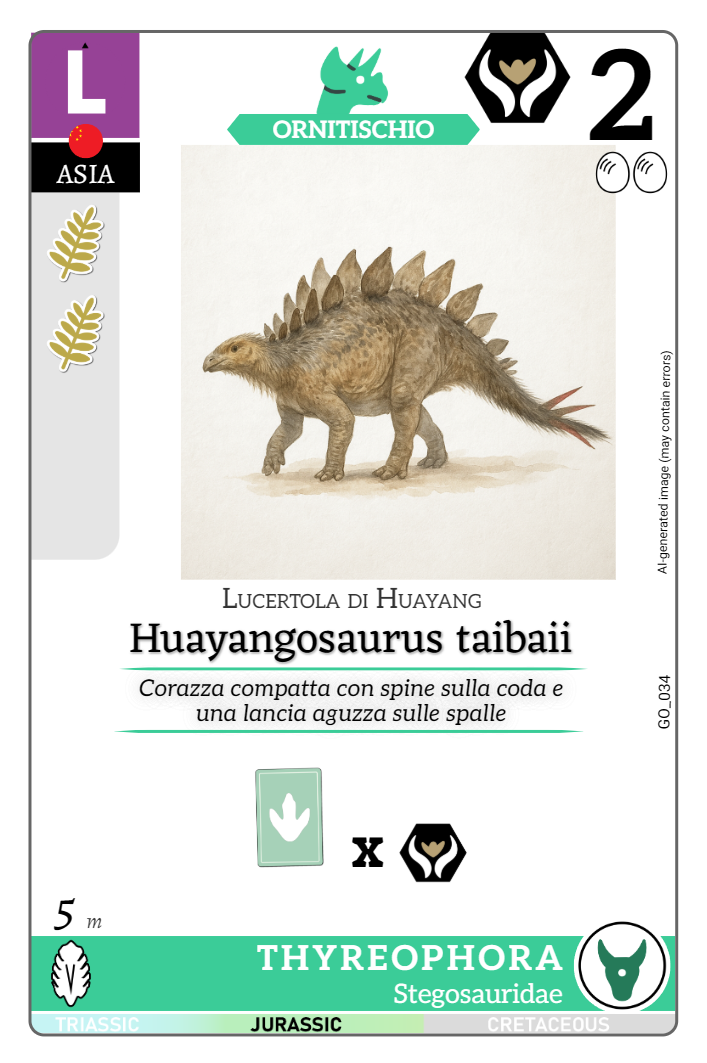 L
ASIA
ORNITISCHIO
2
AI-generated image (may contain errors)
Lucertola di Huayang
Huayangosaurus taibaii
Corazza compatta con spine sulla coda e
una lancia aguzza sulle spalle
GO_034
x
5 m
THYREOPHORA
Stegosauridae
TRIASSIC JURASSIC CRETACEOUS